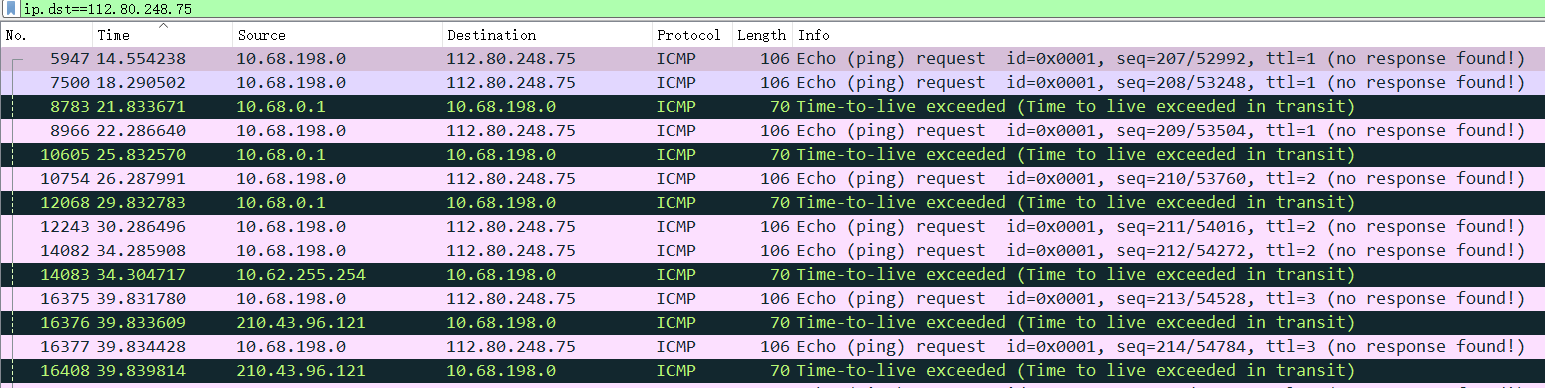 ip.dst==112.80.248.75
No. Time Source Destination Protocol Length Info
5947 14.554238 10.68.198.0 112.80.248.75 ICMP 106 Echo (ping) request id=0x0001, seq=207/52992, ttl=1 (no response found!)
7500 18.290502 10.68.198.0 112.80.248.75 ICMP 106 Echo (ping) request id=0x0001, seq=208/53248, ttl=1 (no response found!)
8783 21.833671 10.68.0.1 10.68.198.0 ICMP 70 Time-to-live exceeded (Time to live exceeded in transit)
8966 22.286640 10.68.198.0 112.80.248.75 ICMP 106 Echo (ping) request id=0x0001, seq=209/53504, ttl=1 (no response found!)
10605 25.832570 10.68.0.1 10.68.198.0 ICMP 70 Time-to-live exceeded (Time to live exceeded in transit)
10754 26.287991 10.68.198.0 112.80.248.75 ICMP 106 Echo (ping) request id=0x0001, seq=210/53760, ttl=2 (no response found!)
12068 29.832783 10.68.0.1 10.68.198.0 ICMP 70 Time-to-live exceeded (Time to live exceeded in transit)
12243 30.286496 10.68.198.0 112.80.248.75 ICMP 106 Echo (ping) request id=0x0001, seq=211/54016, ttl=2 (no response found!)
14082 34.285908 10.68.198.0 112.80.248.75 ICMP 106 Echo (ping) request id=0x0001, seq=212/54272, ttl=2 (no response found!)
14083 34.304717 10.62.255.254 10.68.198.0 ICMP 70 Time-to-live exceeded (Time to live exceeded in transit)
16375 39.831780 10.68.198.0 112.80.248.75 ICMP 106 Echo (ping) request id=0x0001, seq=213/54528, ttl=3 (no response found!)
16376 39.833609 210.43.96.121 10.68.198.0 ICMP 70 Time-to-live exceeded (Time to live exceeded in transit)
16377 39.834428 10.68.198.0 112.80.248.75 ICMP 106 Echo (ping) request id=0x0001, seq=214/54784, ttl=3 (no response found!)
16408 39.839814 210.43.96.121 10.68.198.0 ICMP 70 Time-to-live exceeded (Time to live exceeded in transit)